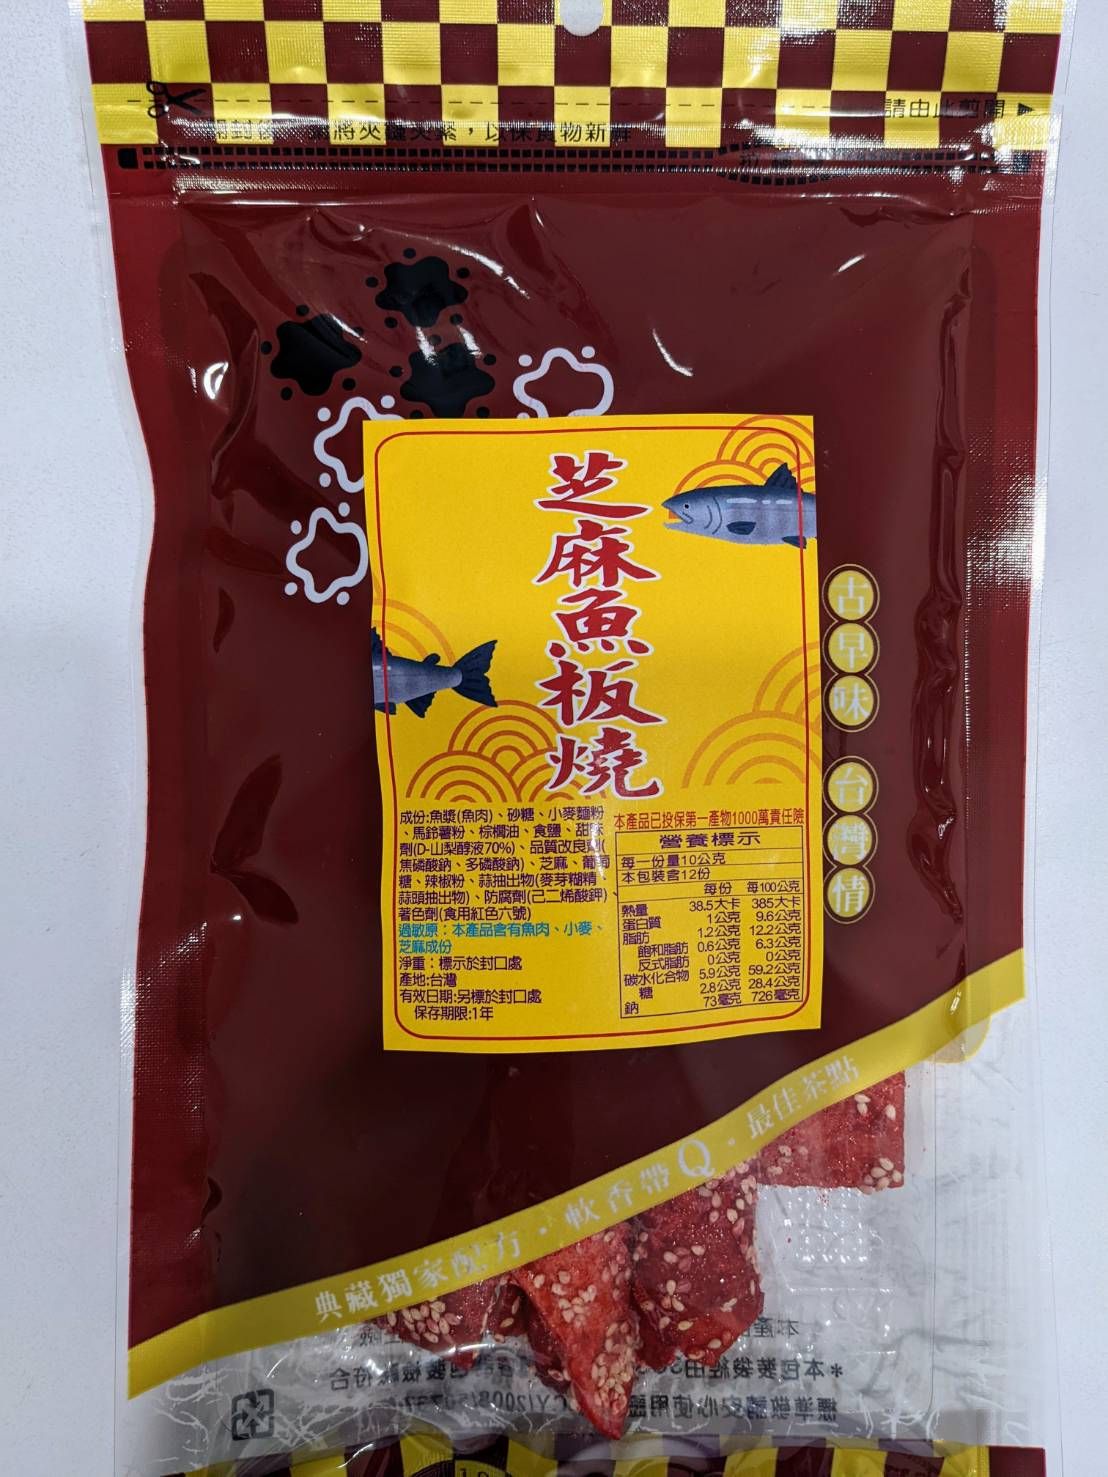 請由此剪開
將夾鏈夾緊，以保食物新鮮
芝麻魚板燒
古早味 台灣情
成份:魚漿(魚肉)、砂糖、小麥麵粉
、馬鈴薯粉、棕櫚油、食鹽、甜味
劑(D-山梨醇液70%)、品質改良劑(
焦磷酸鈉、多磷酸鈉)、芝麻、葡萄
糖、辣椒粉、蒜抽出物(麥芽糊精、
蒜頭抽出物)、防腐劑(己二烯酸鉀)、
著色劑(食用紅色六號)
過敏原：本產品含有魚肉、小麥、
芝麻成份
淨重：標示於封口處
產地:台灣
有效日期:另標於封口處
保存期限:1年
本產品已投保第一產物1000萬責任險
營養標示
每一份量10公克
本包裝含12份
每份 每100公克
熱量 38.5大卡 385大卡
蛋白質 1公克 9.6公克
脂肪 1.2公克 12.2公克
飽和脂肪 0.6公克 6.3公克
反式脂肪 0公克 0公克
碳水化合物 5.9公克 59.2公克
糖 2.8公克 28.4公克
鈉 73毫克 726毫克
典藏獨家配方・軟香帶Q・最佳茶點